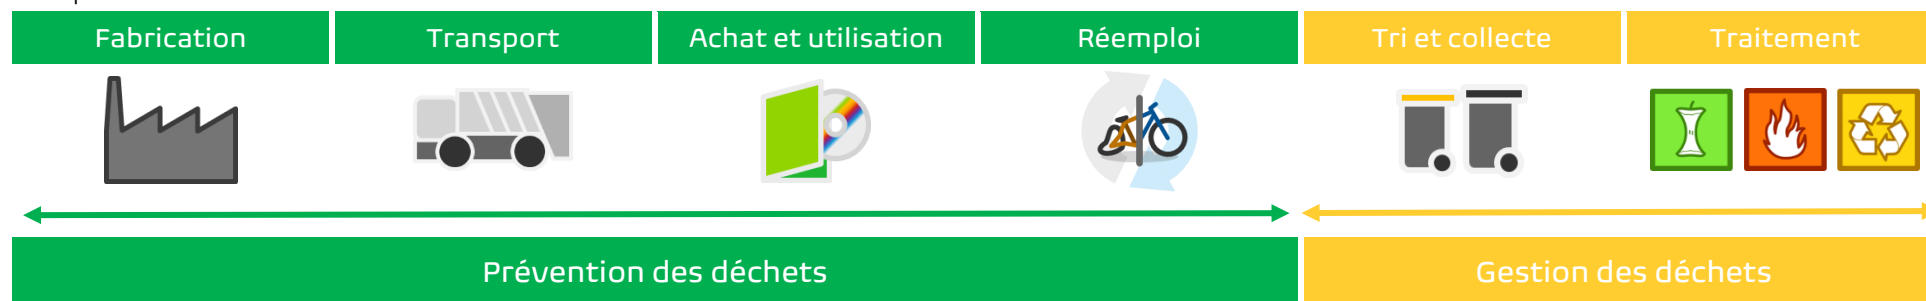 Fabrication
Transport
Achat et utilisation
Réemploi
Tri et collecte
Traitement
Prévention des déchets
Gestion des déchets